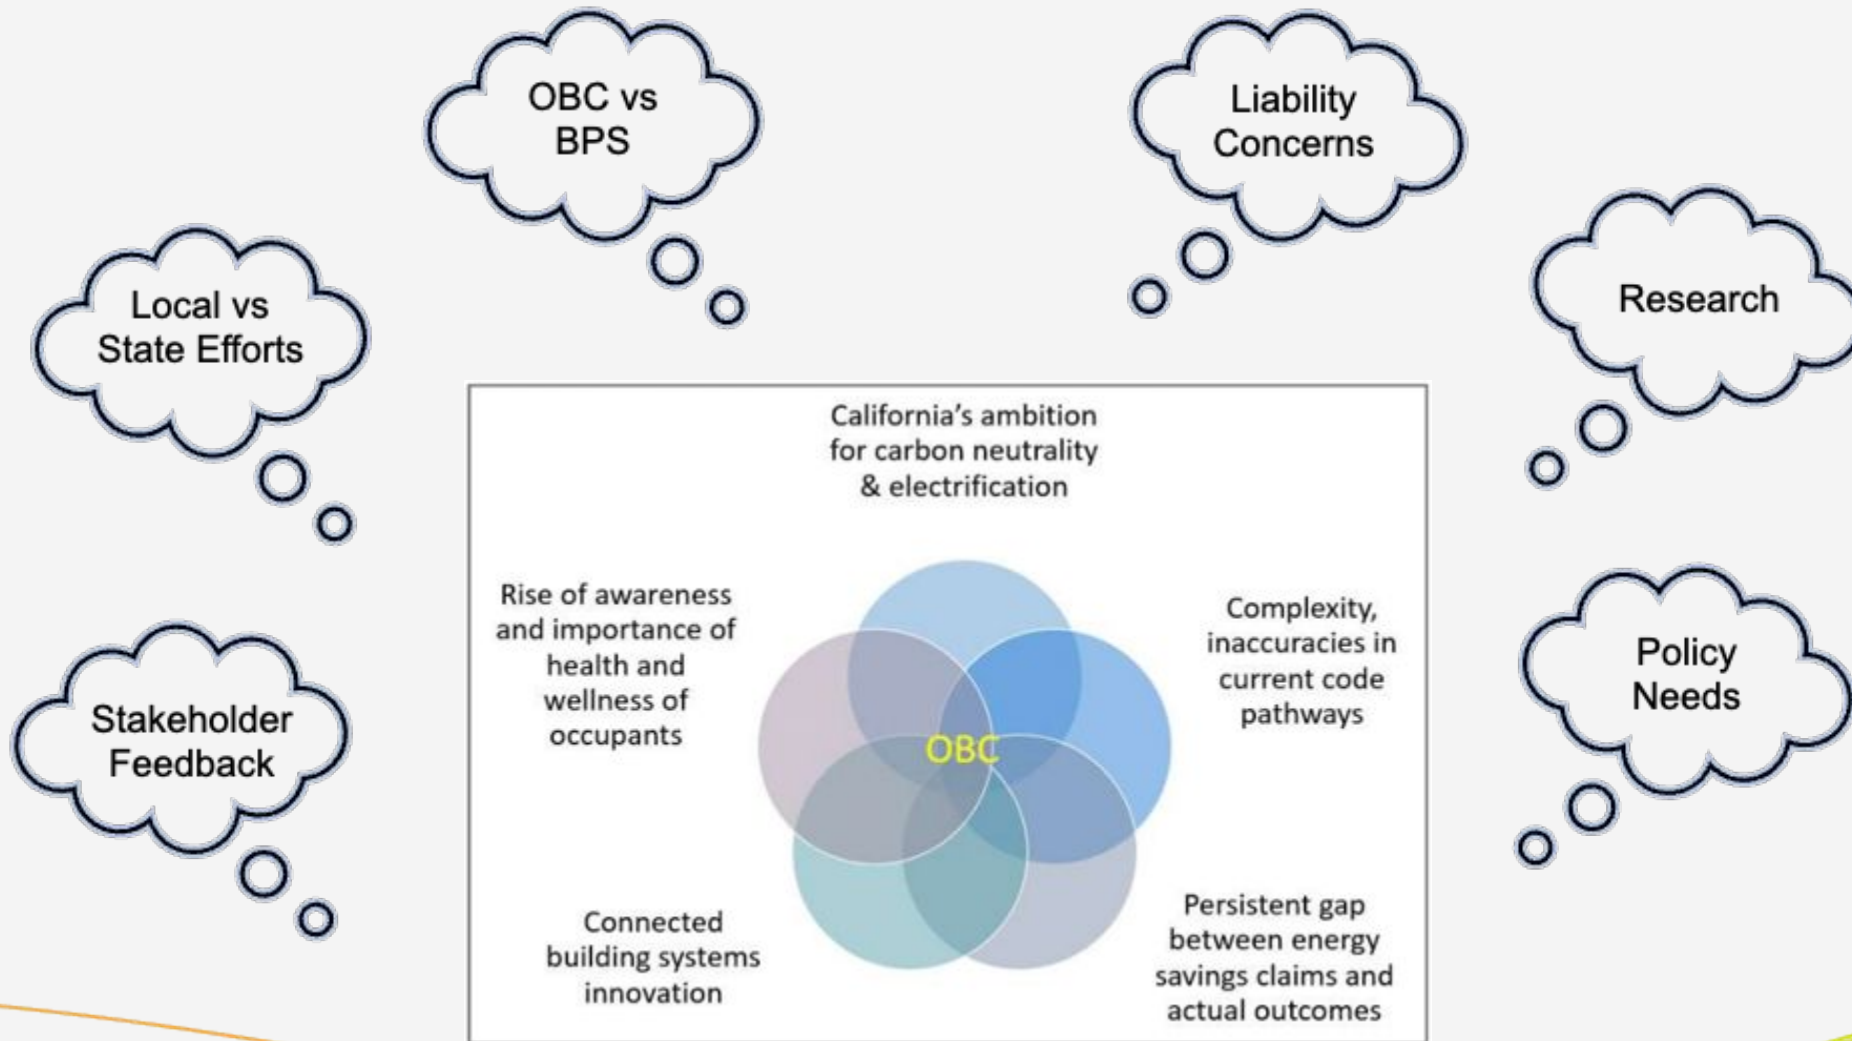 OBC vs
BPS
Liability
Concerns
Local vs
State Efforts
Research
Stakeholder
Feedback
Policy
Needs
California’s ambition
for carbon neutrality
& electrification
Rise of awareness
and importance of
health and
wellness of
occupants
Complexity,
inaccuracies in
current code
pathways
OBC
Connected
building systems
innovation
Persistent gap
between energy
savings claims and
actual outcomes